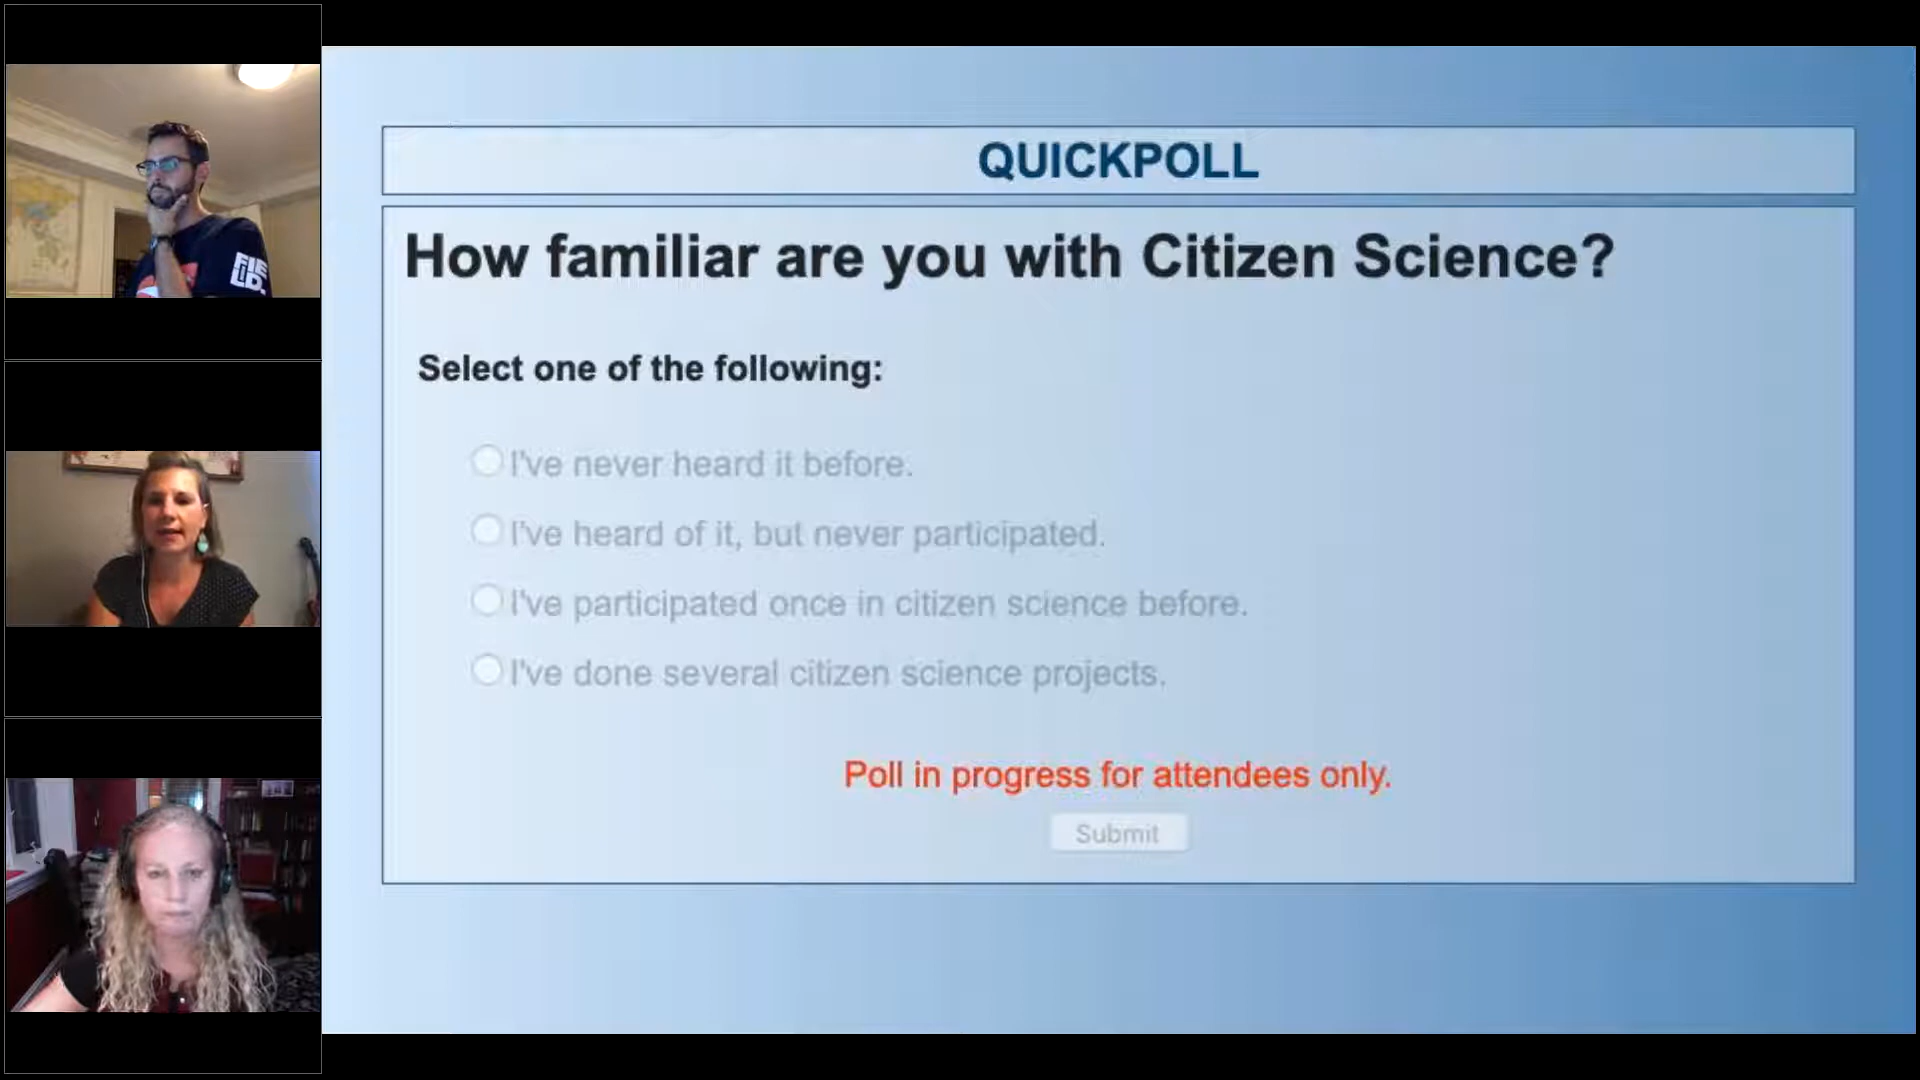 FIE
LD.
QUICKPOLL
How familiar are you with Citizen Science?
Select one of the following:
I've never heard it before.
I've heard of it, but never participated.
I've participated once in citizen science before.
I've done several citizen science projects.
Poll in progress for attendees only.
Submit